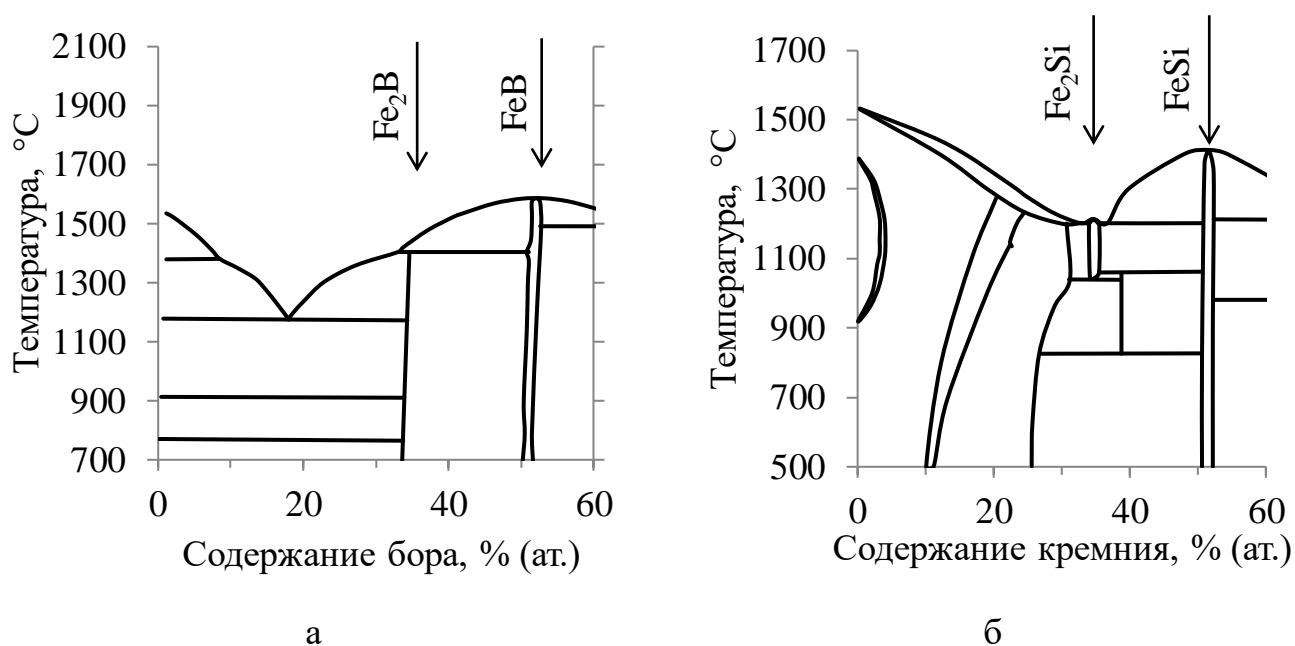 2100
1900
1700
1500
1300
1100
900
700
Температура, °С
Fe₂B
FeB
0
20
40
60
Содержание бора, % (ат.)
а
1700
1500
1300
1100
900
700
500
Температура, °С
Fe₂Si
FeSi
0
20
40
60
Содержание кремния, % (ат.)
б